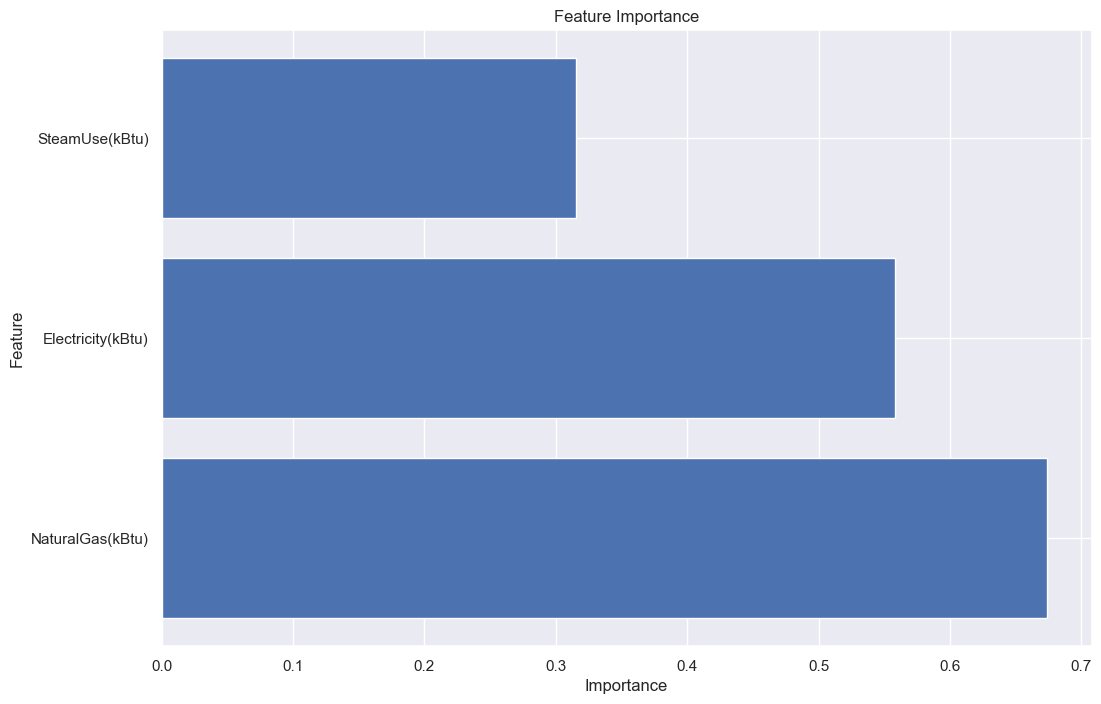 Feature Importance
SteamUse(kBtu)
Electricity(kBtu)
NaturalGas(kBtu)
Feature
0.0 0.1 0.2 0.3 0.4 0.5 0.6 0.7
Importance